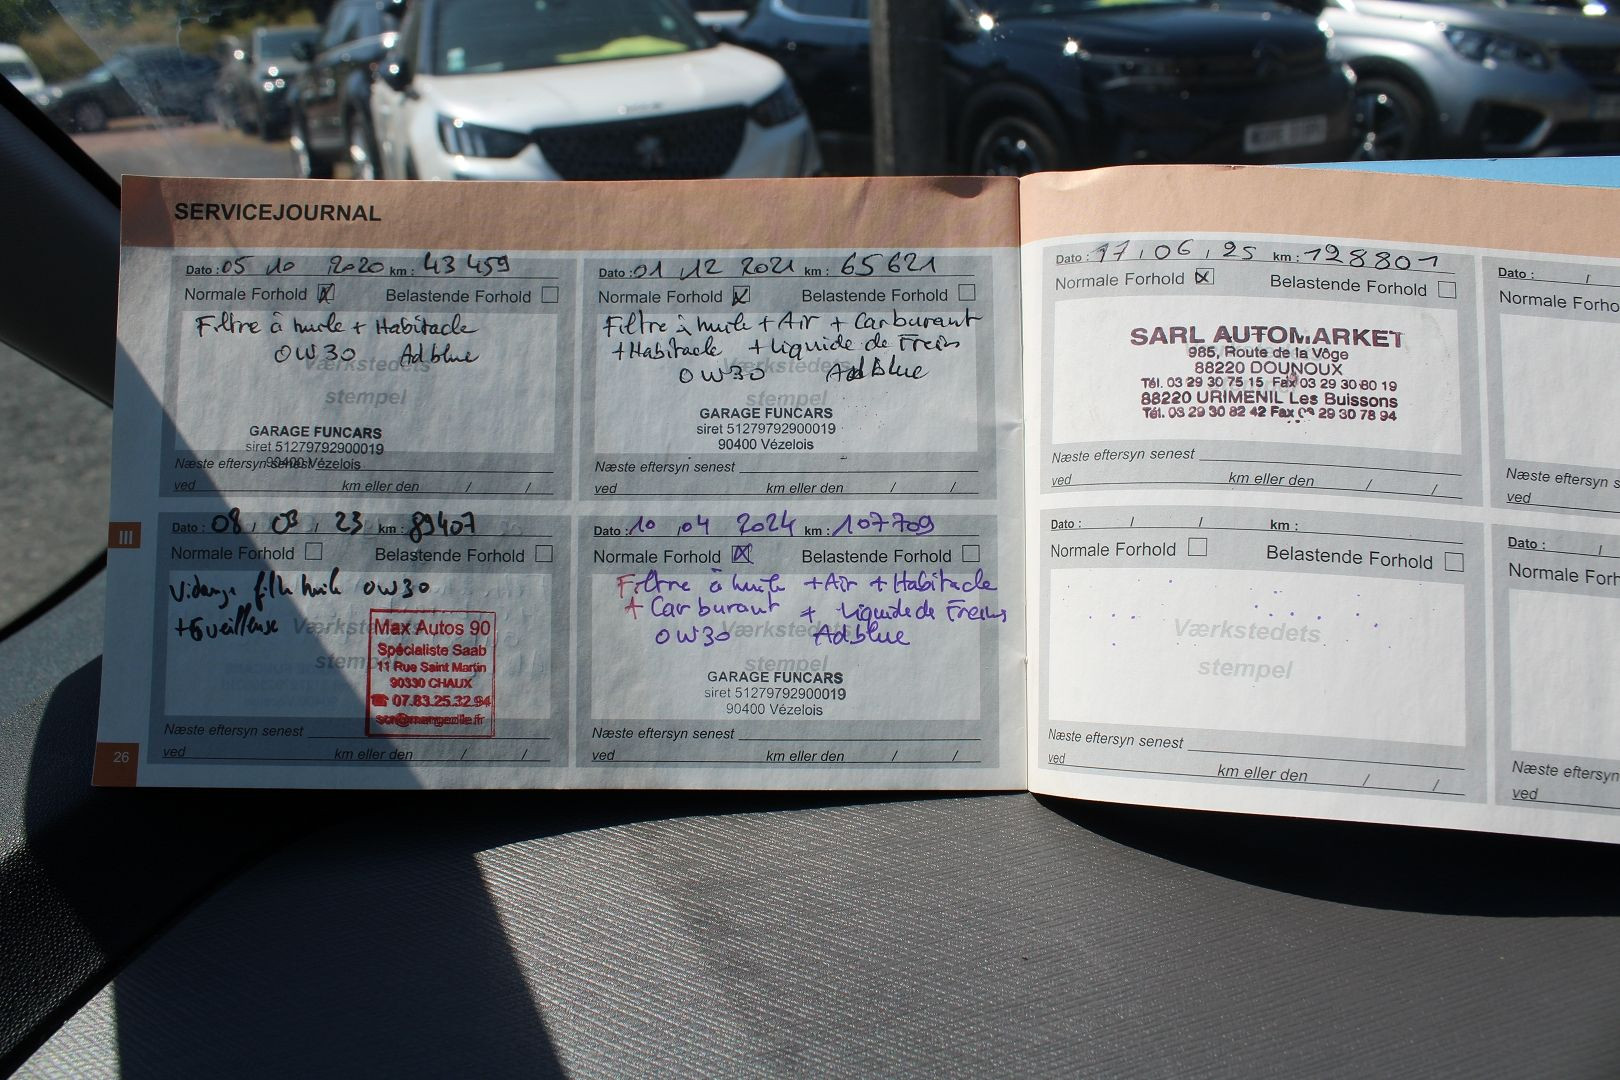 SERVICEJOURNAL
Dato : 05 10 2020 km : 43 459
Normale Forhold Belastende Forhold
Filtre à huile + Habitacle
0W30 Adblue
Værkstedets
stempel
GARAGE FUNCARS
siret 51279792900019
90400 Vézelois
Næste eftersyn senest
ved km eller den / /
Dato : 01 12 2021 km : 65621
Normale Forhold Belastende Forhold
Filtre à huile + Air + Carburant
+ Habitacle + Liquide de Freins
0W30 AdBlue
Værkstedets
stempel
GARAGE FUNCARS
siret 51279792900019
90400 Vézelois
Næste eftersyn senest
ved km eller den / /
Dato : 08 / 03 / 23 km : 89407
Normale Forhold Belastende Forhold
Vidange filtre huile 0W30
Værkstedets
stempel
Max Autos 90
Spécialiste Saab
11 Rue Saint Martin
90330 CHAUX
☎ 07.83.25.32.94
Næste eftersyn senest
ved km eller den / /
Dato : 10 / 04 2024 km : 107709
Normale Forhold Belastende Forhold
Filtre à huile + Air + Habitacle
+ Carburant + Liquide de Freins
0W30 Adblue
Værkstedets
stempel
GARAGE FUNCARS
siret 51279792900019
90400 Vézelois
Næste eftersyn senest
ved km eller den / /
III
26
Dato : 17 / 06 / 25 km : 128801
Normale Forhold Belastende Forhold
SARL AUTOMARKET
985, Route de la Vôge
88220 DOUNOUX
Tél. 03 29 30 75 15 Fax 03 29 30 80 19
88220 URIMENIL Les Buissons
Tél. 03 29 30 82 42 Fax 03 29 30 78 94
Næste eftersyn senest
ved km eller den / /
Dato : / / km :
Normale Forhold Belastende Forhold
Værkstedets
stempel
Næste eftersyn senest
ved km eller den / /
Dato : /
Normale Forho
Næste eftersyn s
ved
Dato : /
Normale Forh
Næste eftersyn
ved